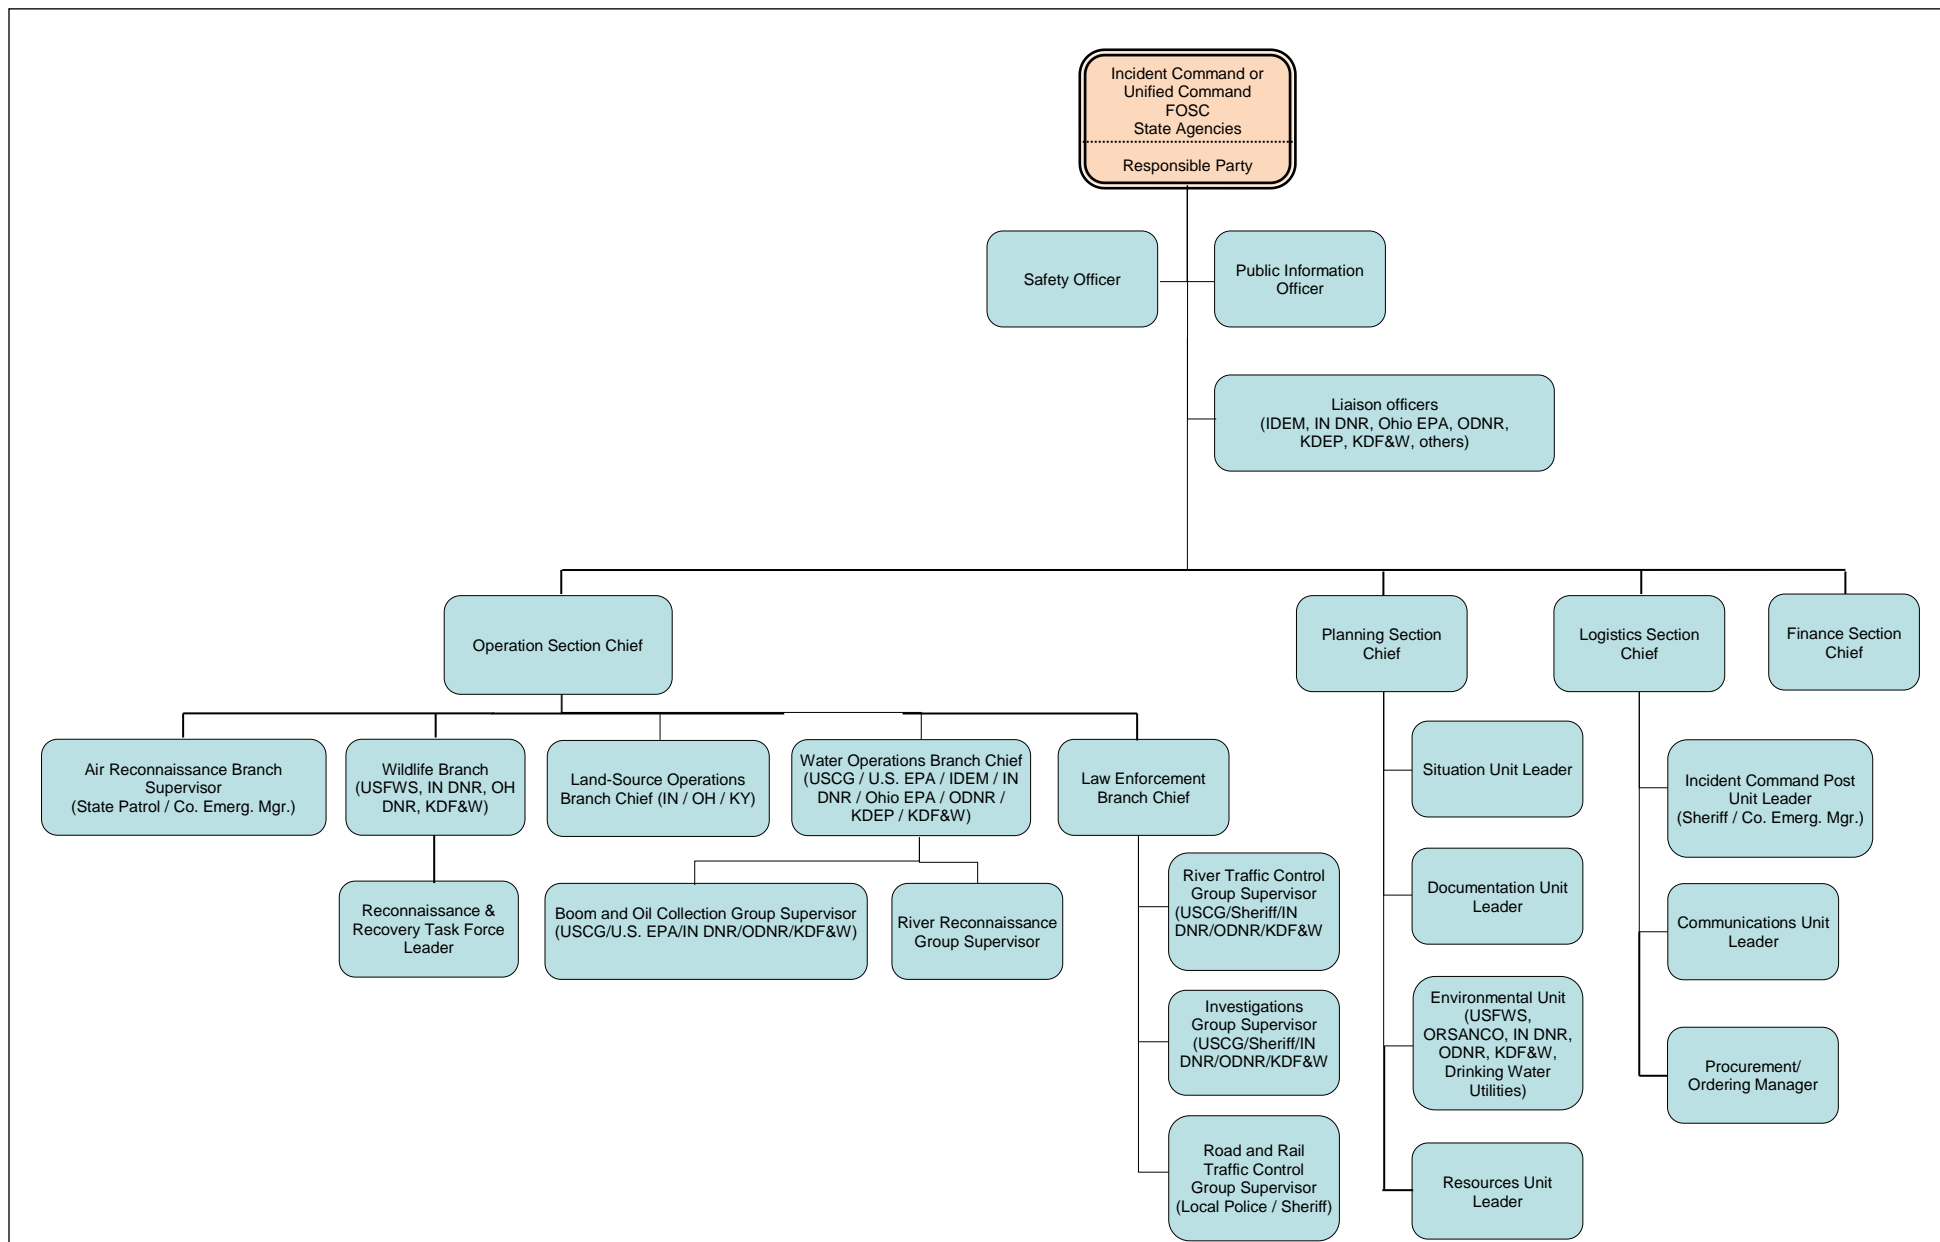 Incident Command or
Unified Command
FOSC
State Agencies
Responsible Party
Safety Officer
Public Information
Officer
Liaison officers
(IDEM, IN DNR, Ohio EPA, ODNR,
KDEP, KDF&W, others)
Operation Section Chief
Planning Section
Chief
Logistics Section
Chief
Finance Section
Chief
Air Reconnaissance Branch
Supervisor
(State Patrol / Co. Emerg. Mgr.)
Wildlife Branch
(USFWS, IN DNR, OH
DNR, KDF&W)
Land-Source Operations
Branch Chief (IN / OH / KY)
Water Operations Branch Chief
(USCG / U.S. EPA / IDEM / IN
DNR / Ohio EPA / ODNR /
KDEP / KDF&W)
Law Enforcement
Branch Chief
Reconnaissance &
Recovery Task Force
Leader
Boom and Oil Collection Group Supervisor
(USCG/U.S. EPA/IN DNR/ODNR/KDF&W)
River Reconnaissance
Group Supervisor
River Traffic Control
Group Supervisor
(USCG/Sheriff/IN
DNR/ODNR/KDF&W
Investigations
Group Supervisor
(USCG/Sheriff/IN
DNR/ODNR/KDF&W
Road and Rail
Traffic Control
Group Supervisor
(Local Police / Sheriff)
Situation Unit Leader
Documentation Unit
Leader
Environmental Unit
(USFWS,
ORSANCO, IN DNR,
ODNR, KDF&W,
Drinking Water
Utilities)
Resources Unit
Leader
Incident Command Post
Unit Leader
(Sheriff / Co. Emerg. Mgr.)
Communications Unit
Leader
Procurement/
Ordering Manager